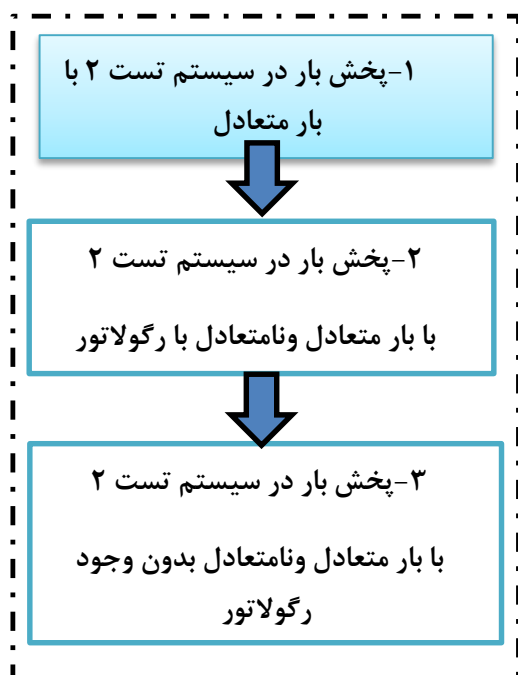 ۱-پخش بار در سیستم تست ۲ با
بار متعادل
۲-پخش بار در سیستم تست ۲
با بار متعادل ونامتعادل با رگولاتور
۳-پخش بار در سیستم تست ۲
با بار متعادل ونامتعادل بدون وجود
رگولاتور